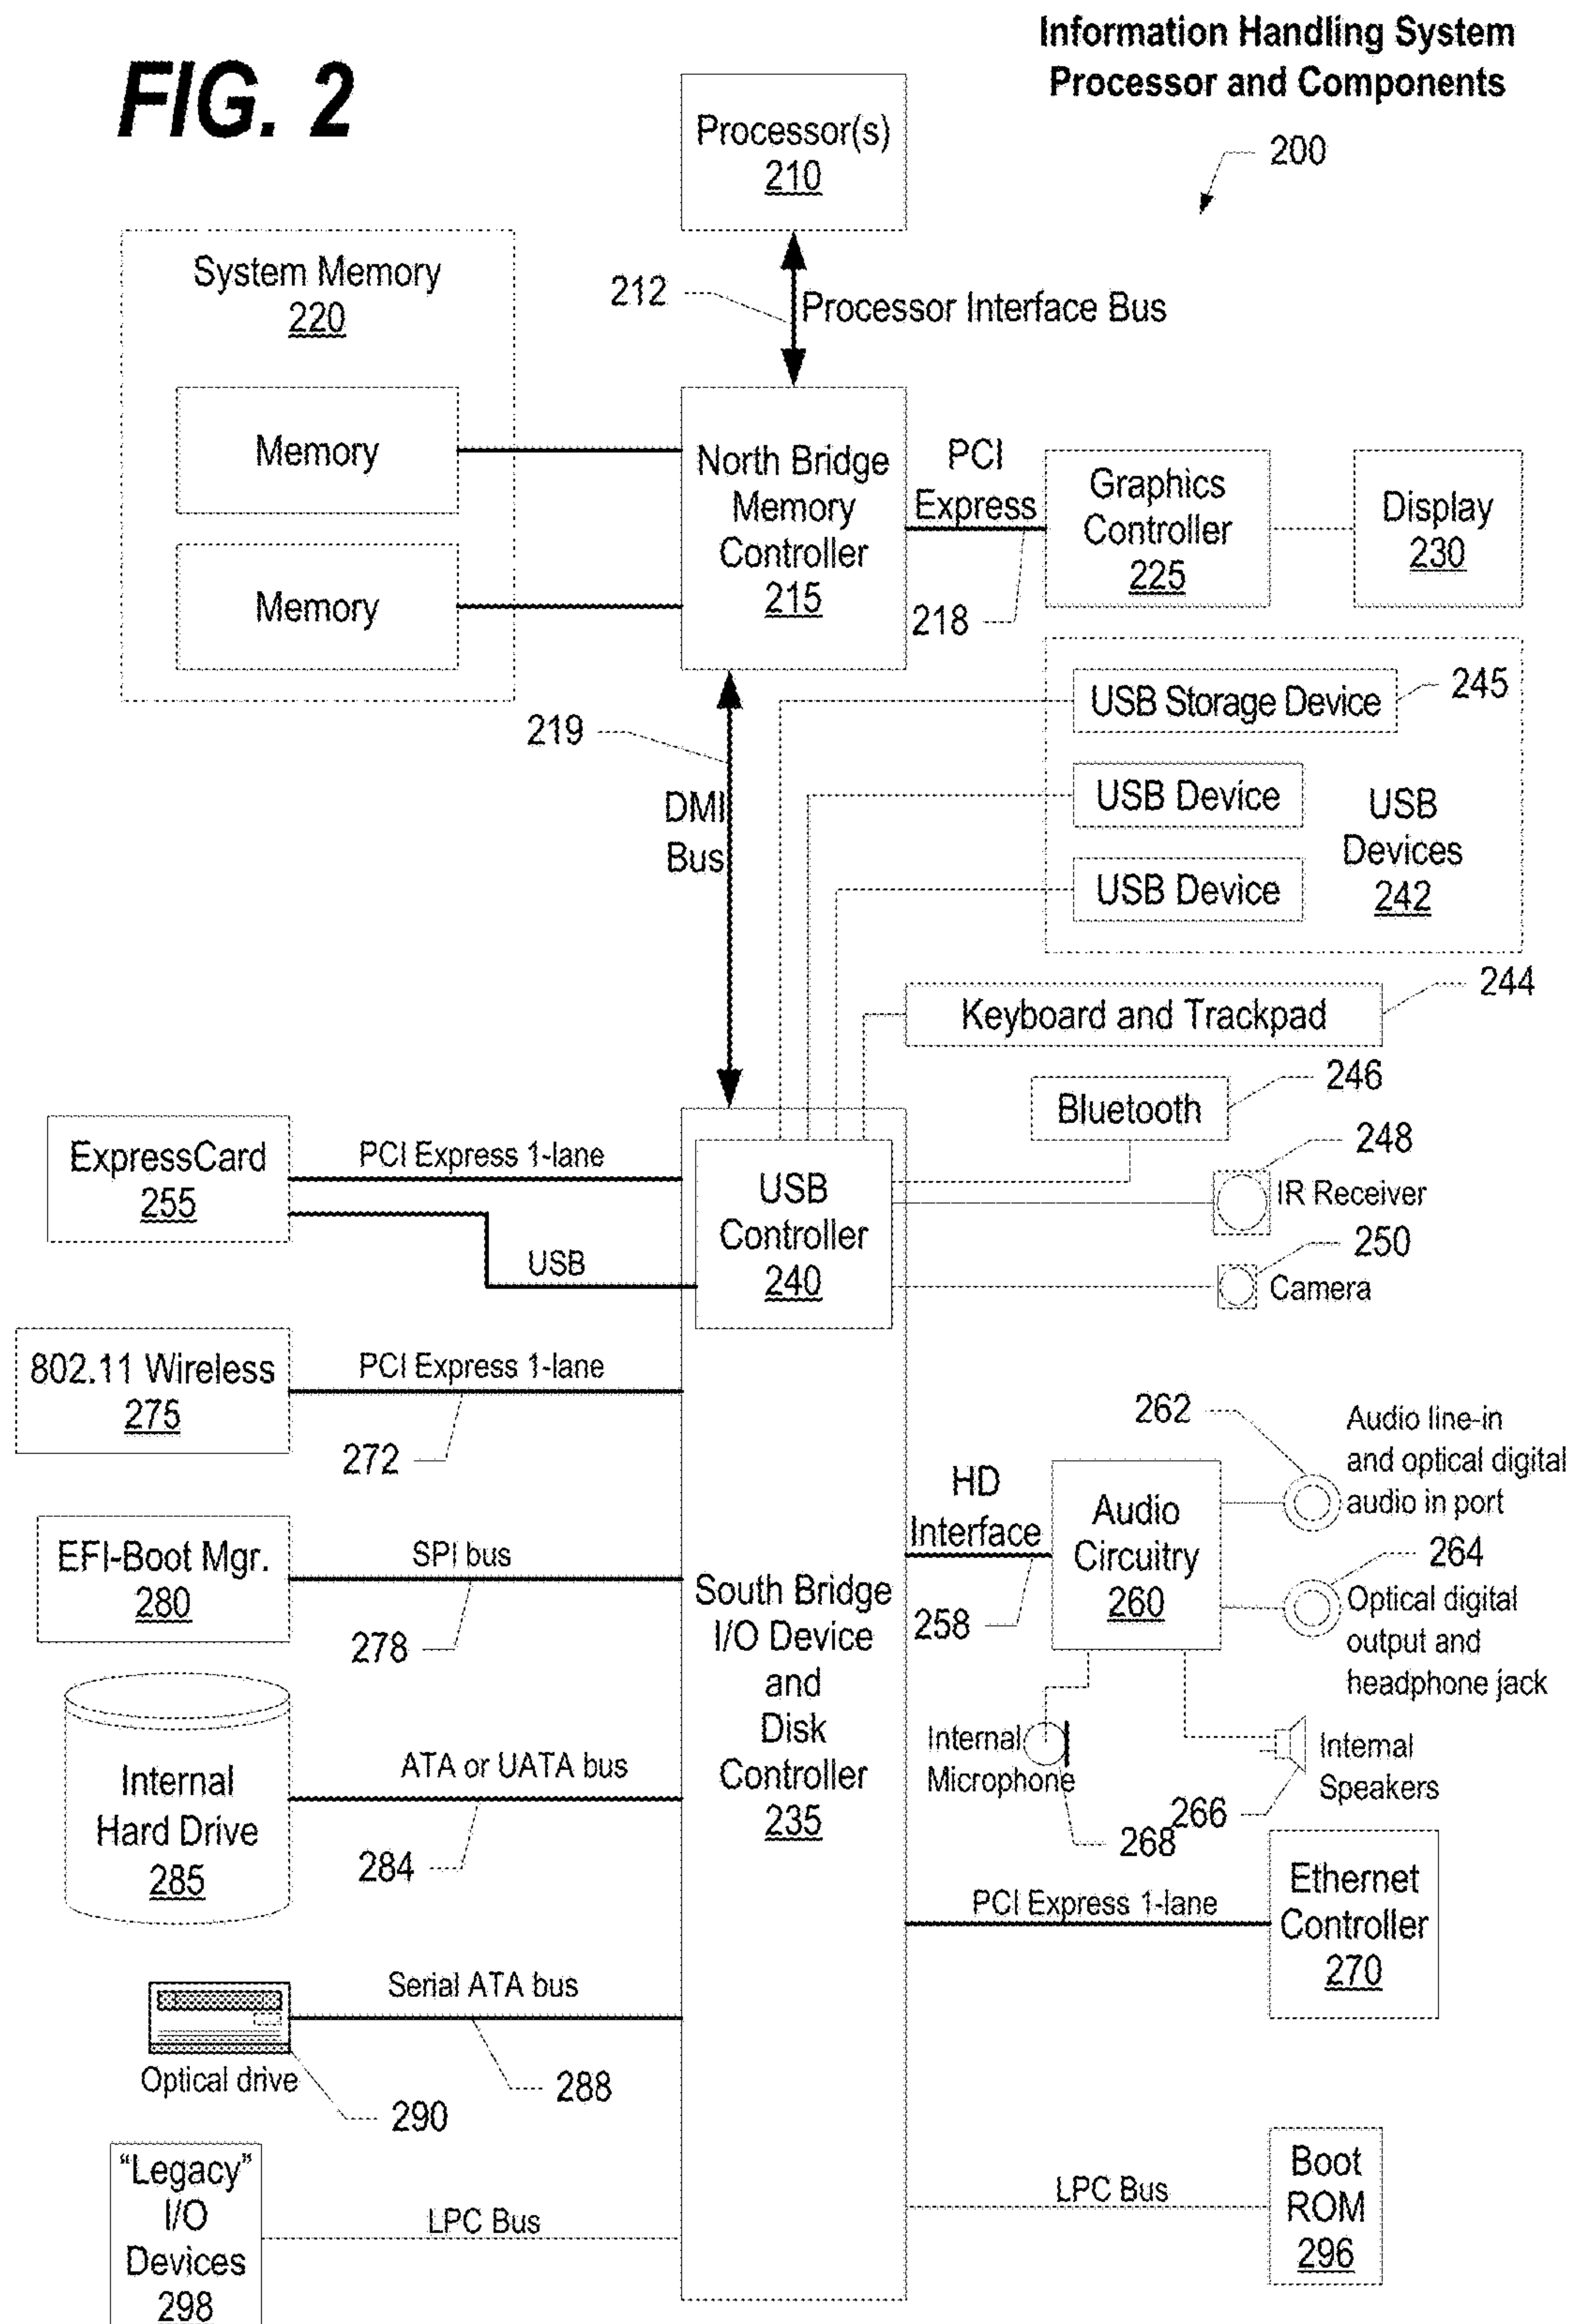 Information Handling System
Processor and Components
FIG. 2
200
Processor(s)
210
System Memory
220
212
Processor Interface Bus
Memory
Memory
North Bridge
Memory
Controller
215
PCI
Express
218
Graphics
Controller
225
Display
230
219
DMI
Bus
USB Storage Device
245
USB Device
USB Device
USB
Devices
242
Keyboard and Trackpad
244
Bluetooth
246
248
IR Receiver
250
Camera
ExpressCard
255
PCI Express 1-lane
USB
USB
Controller
240
802.11 Wireless
275
PCI Express 1-lane
272
EFI-Boot Mgr.
280
SPI bus
278
South Bridge
I/O Device
and
Disk
Controller
235
HD
Interface
258
Audio
Circuitry
260
262
Audio line-in
and optical digital
audio in port
264
Optical digital
output and
headphone jack
Internal
Microphone
268
266
Internal
Speakers
Internal
Hard Drive
285
ATA or UATA bus
284
PCI Express 1-lane
Ethernet
Controller
270
Serial ATA bus
288
Optical drive
290
"Legacy"
I/O
Devices
298
LPC Bus
LPC Bus
Boot
ROM
296